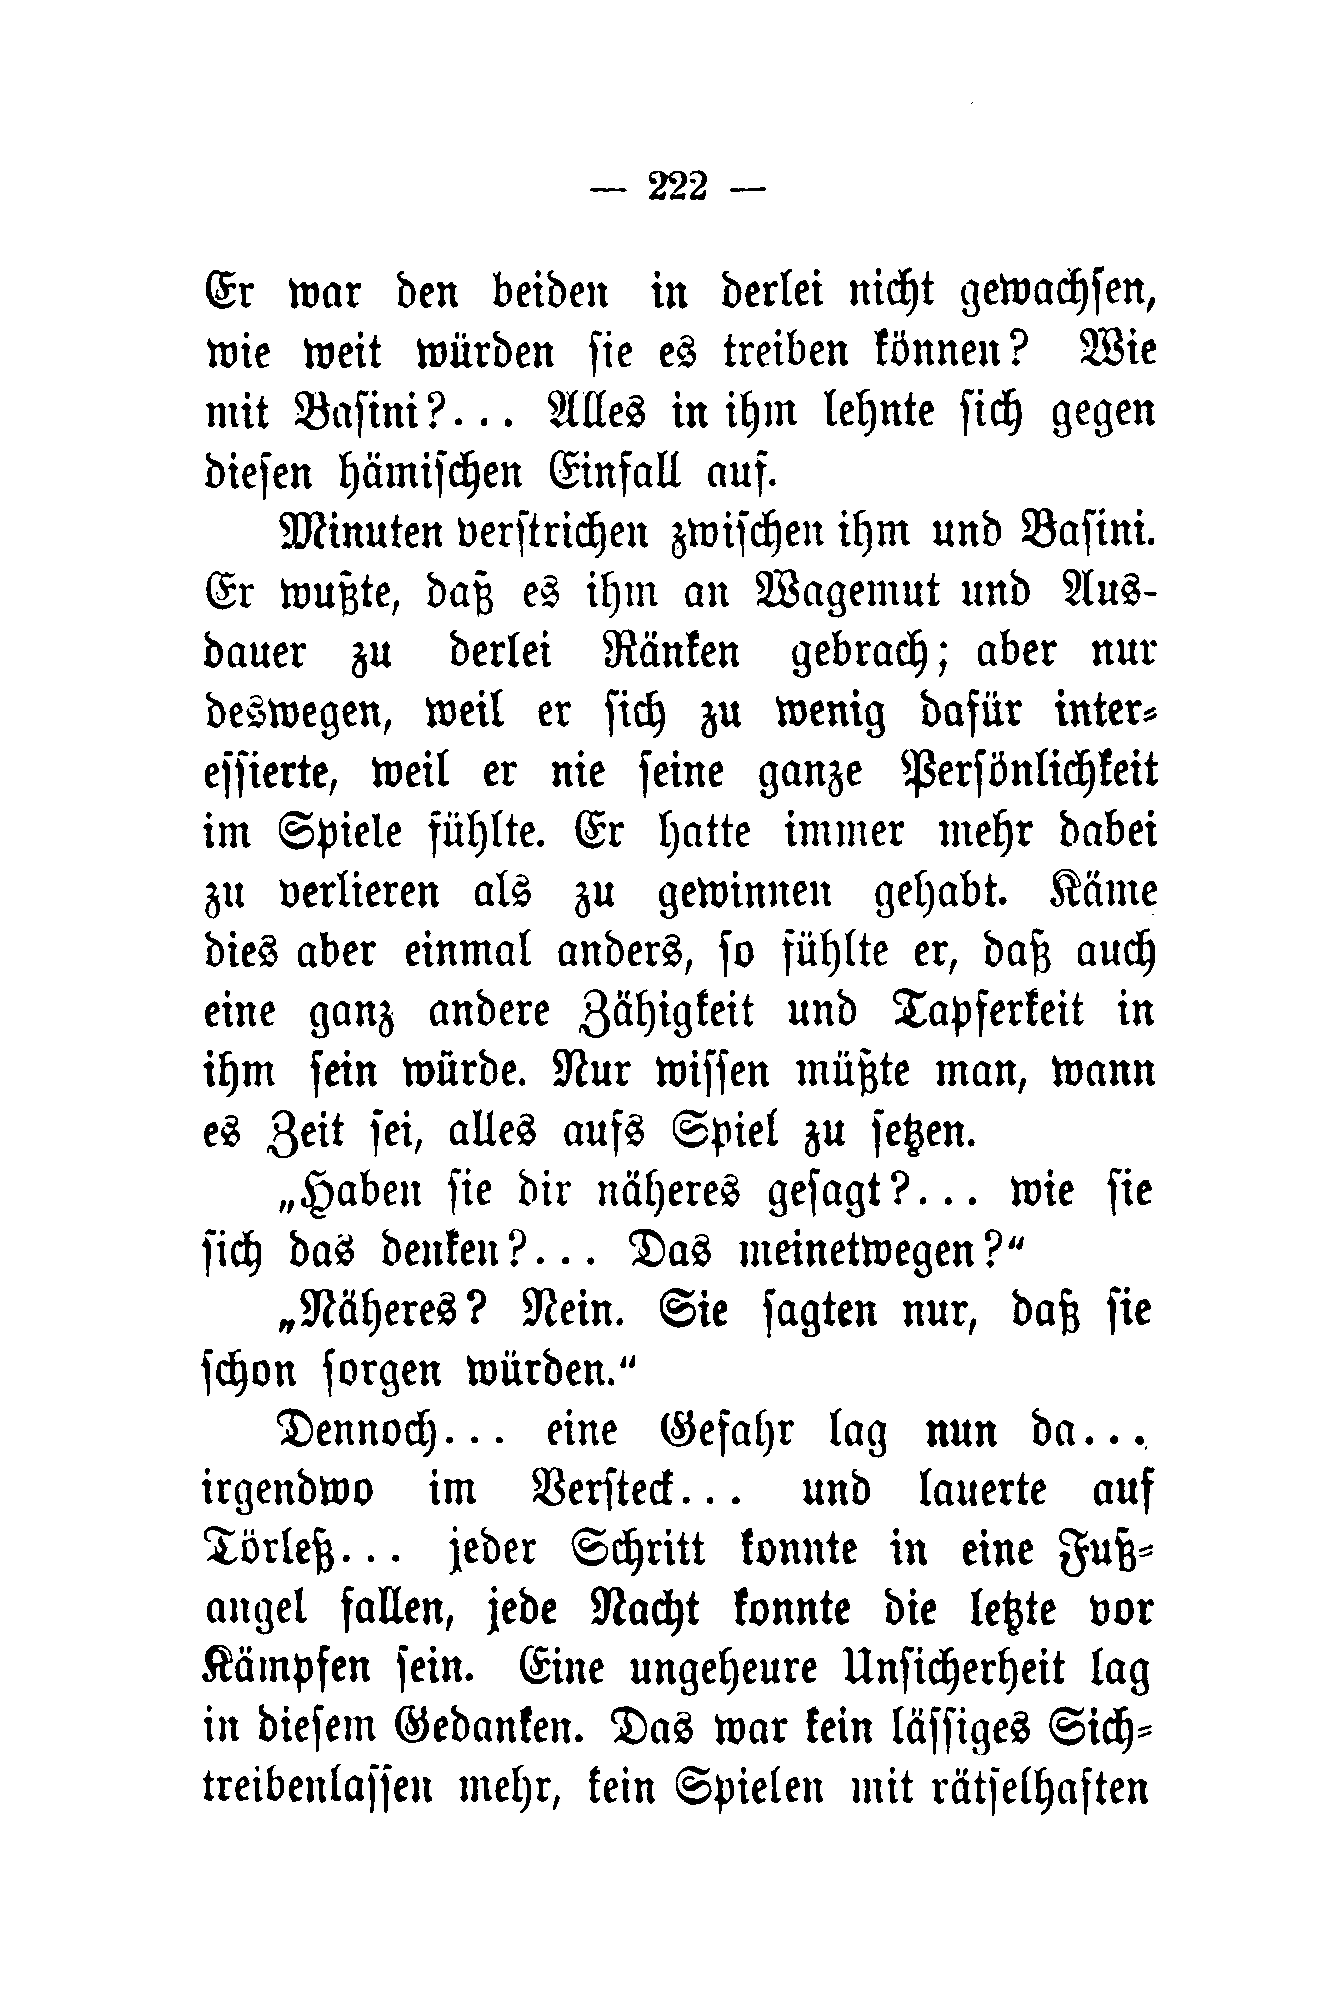 — 222 —
Er war den beiden in derlei nicht gewachsen,
wie weit würden sie es treiben können? Wie
mit Basini?... Alles in ihm lehnte sich gegen
diesen hämischen Einfall auf.
Minuten verstrichen zwischen ihm und Basini.
Er wußte, daß es ihm an Wagemut und Aus-
dauer zu derlei Ränken gebrach; aber nur
deswegen, weil er sich zu wenig dafür inter-
essierte, weil er nie seine ganze Persönlichkeit
im Spiele fühlte. Er hatte immer mehr dabei
zu verlieren als zu gewinnen gehabt. Käme
dies aber einmal anders, so fühlte er, daß auch
eine ganz andere Zähigkeit und Tapferkeit in
ihm sein würde. Nur wissen müßte man, wann
es Zeit sei, alles aufs Spiel zu setzen.
„Haben sie dir näheres gesagt?... wie sie
sich das denken?... Das meinetwegen?“
„Näheres? Nein. Sie sagten nur, daß sie
schon sorgen würden.“
Dennoch... eine Gefahr lag nun da...
irgendwo im Versteck... und lauerte auf
Törleß... jeder Schritt konnte in eine Fuß-
angel fallen, jede Nacht konnte die letzte vor
Kämpfen sein. Eine ungeheure Unsicherheit lag
in diesem Gedanken. Das war kein lässiges Sich-
treibenlassen mehr, kein Spielen mit rätselhaften